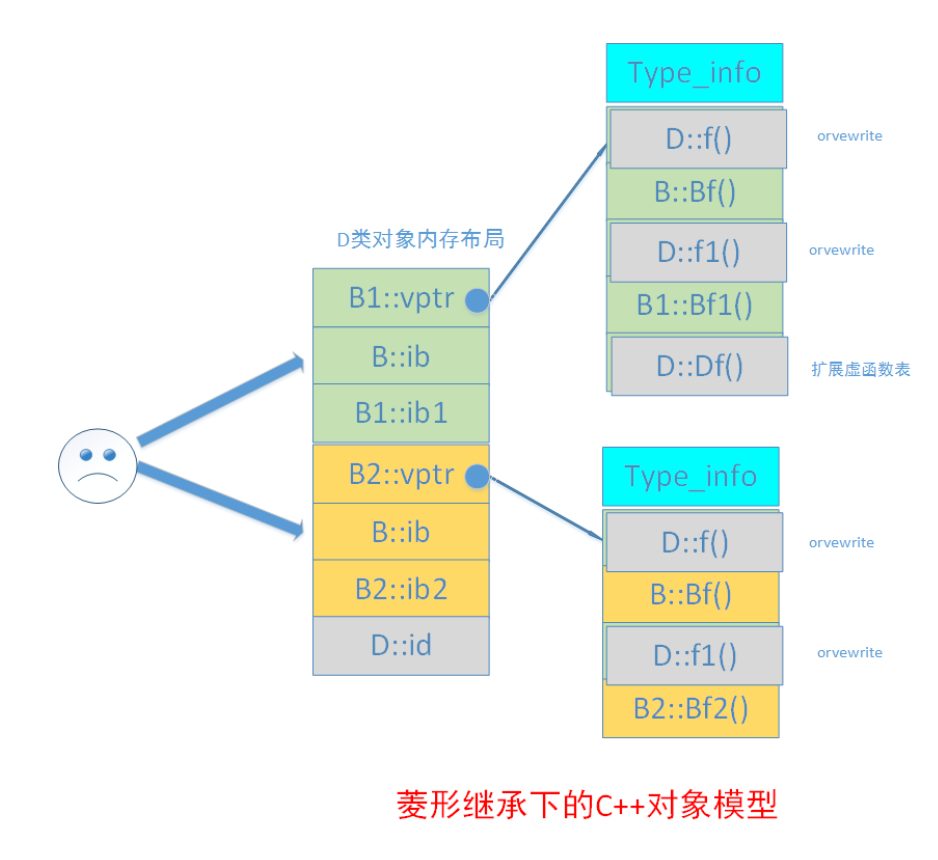 D类对象内存布局
B1::vptr
B::ib
B1::ib1
B2::vptr
B::ib
B2::ib2
D::id
Type_info
D::f() orvewrite
B::Bf()
D::f1() orvewrite
B1::Bf1()
D::Df() 扩展虚函数表
Type_info
D::f() orvewrite
B::Bf()
D::f1() orvewrite
B2::Bf2()
菱形继承下的C++对象模型